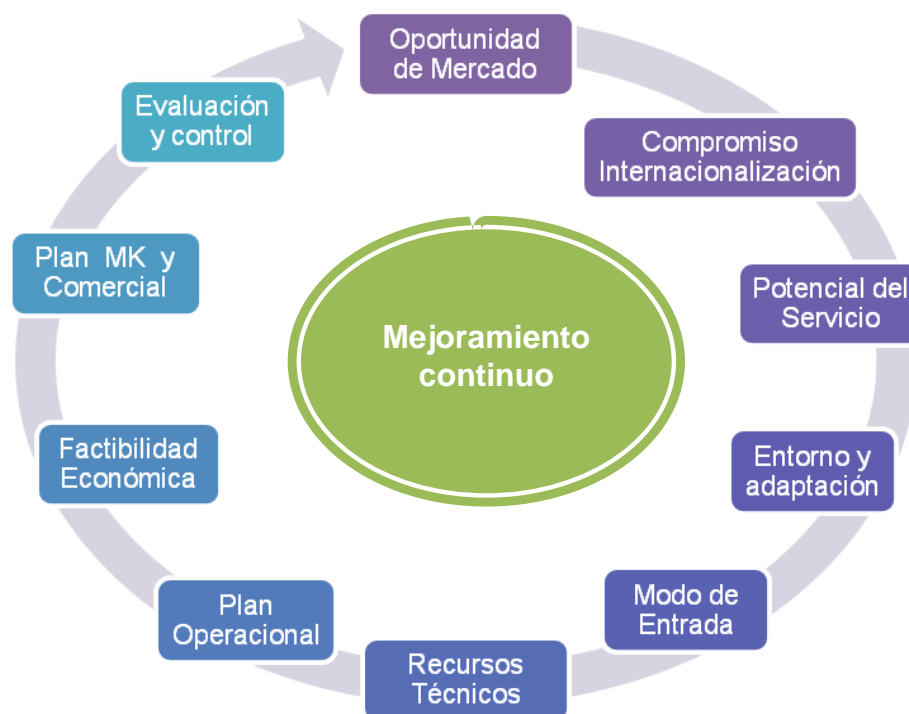 Oportunidad
de Mercado
Compromiso
Internacionalización
Potencial del
Servicio
Entorno y
adaptación
Modo de
Entrada
Recursos
Técnicos
Plan
Operacional
Factibilidad
Económica
Plan MK y
Comercial
Evaluación
y control
Mejoramiento
continuo